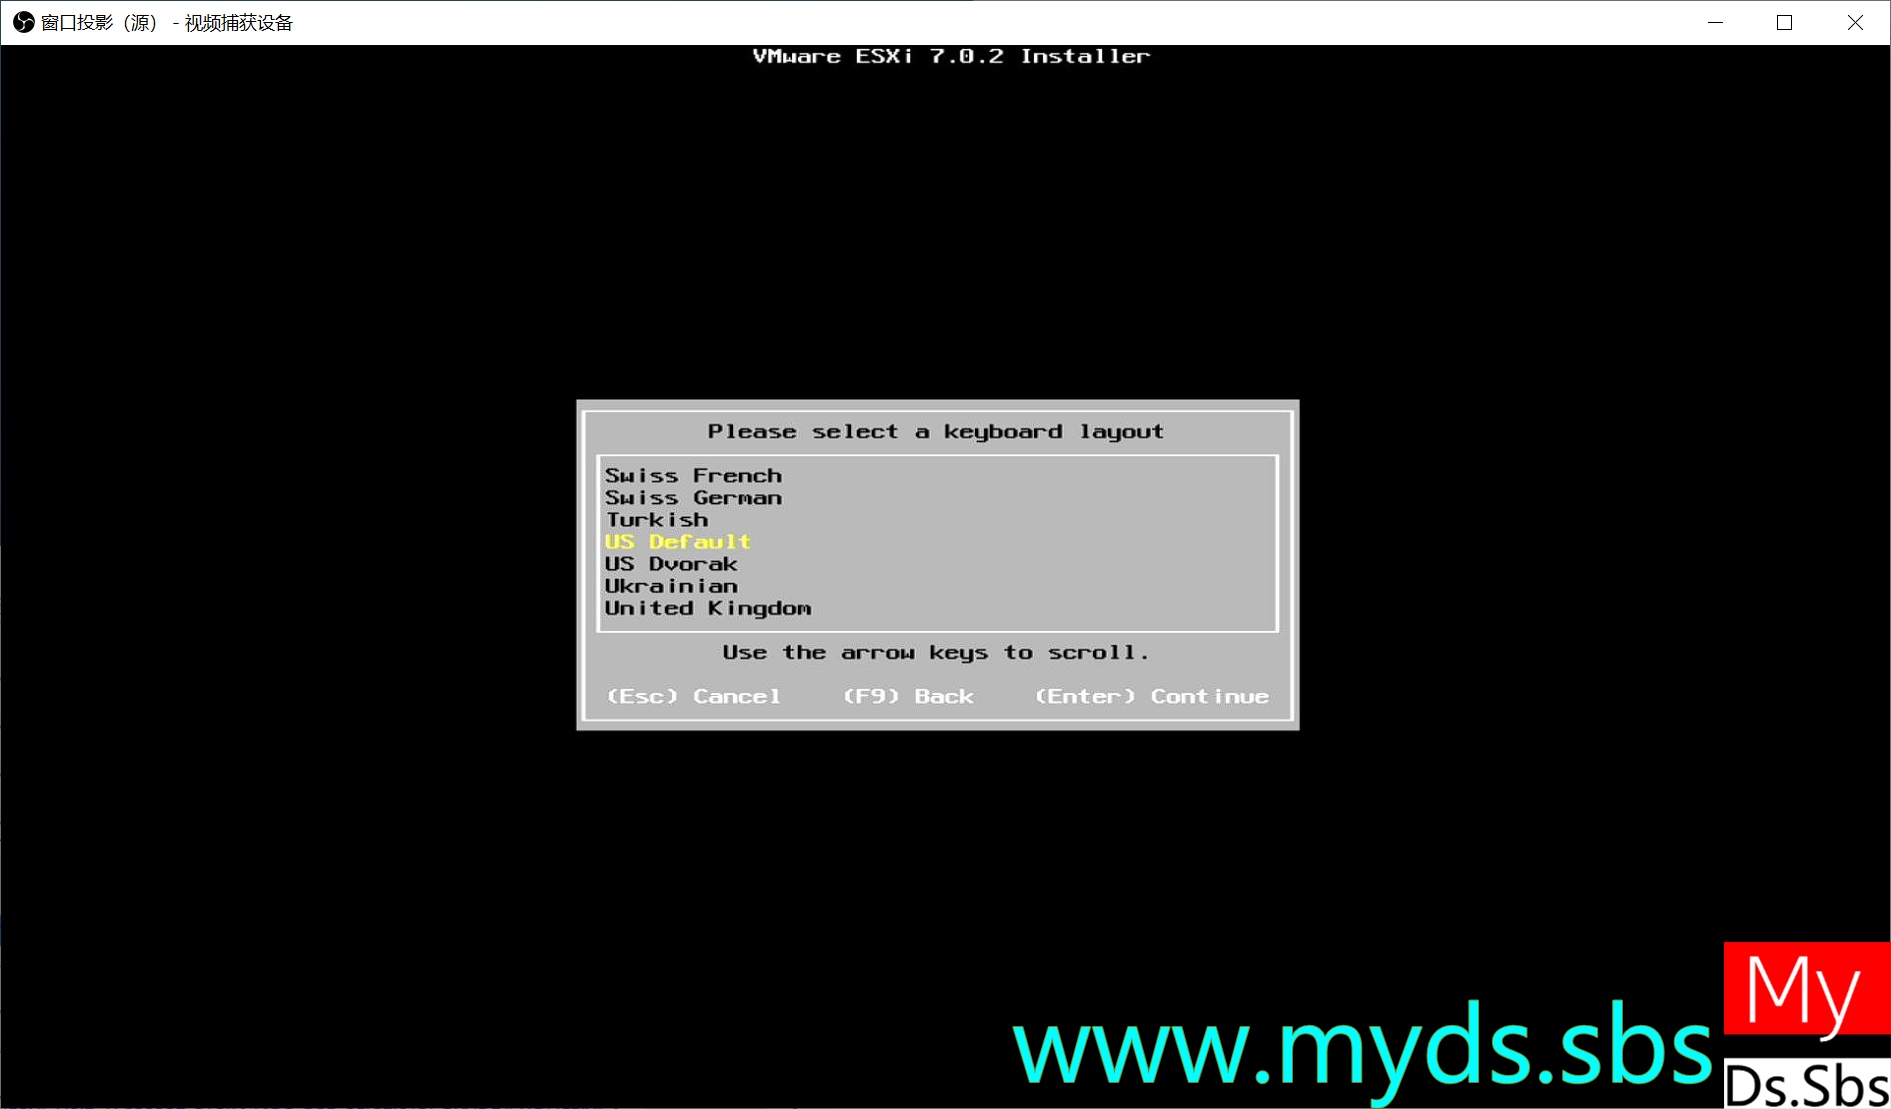 窗口投影（源） - 视频捕获设备
VMware ESXi 7.0.2 Installer
Please select a keyboard layout
Swiss French
Swiss German
Turkish
US Default
US Dvorak
Ukrainian
United Kingdom
Use the arrow keys to scroll.
(Esc) Cancel (F9) Back (Enter) Continue
www.myds.sbs
My
Ds.Sbs